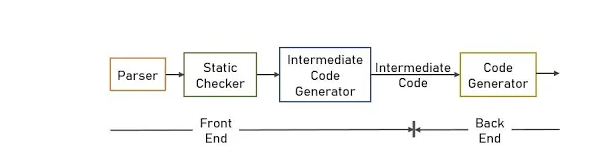 Parser
Static
Checker
Intermediate
Code
Generator
Intermediate
Code
Code
Generator
Front
End
Back
End